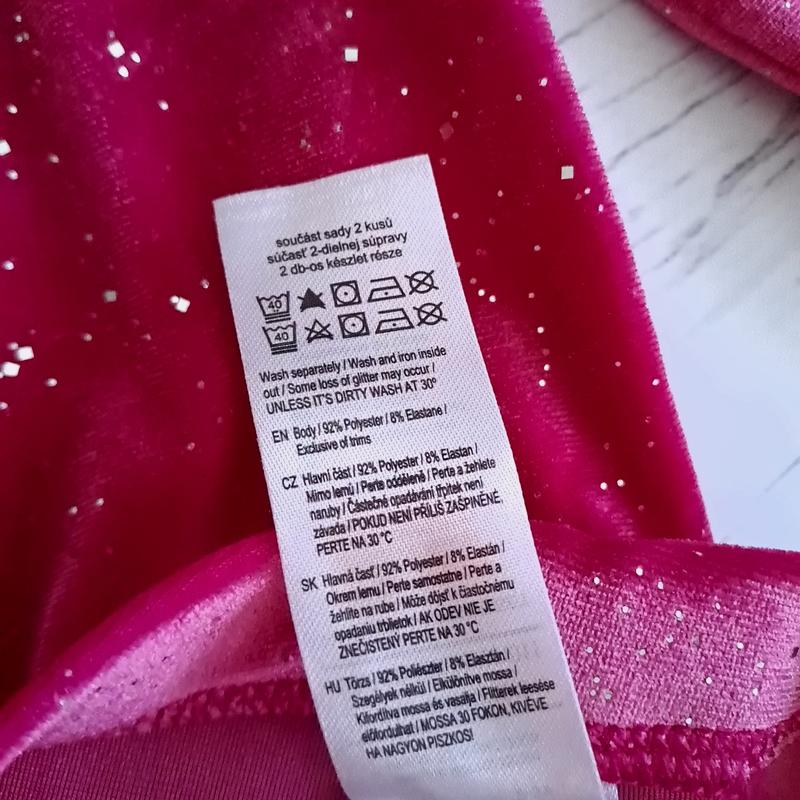 součást sady 2 kusů
súčasť 2-dielnej súpravy
2 db-os készlet része
40
40
Wash separately / Wash and iron inside
out / Some loss of glitter may occur /
UNLESS IT'S DIRTY WASH AT 30º
EN Body / 92% Polyester / 8% Elastane /
Exclusive of trims
CZ Hlavní část / 92% Polyester / 8% Elastan /
Mimo lemů / Perte odděleně / Perte a žehlete
naruby / Částečné opadávání třpitek není
závada / POKUD NENÍ PŘÍLIŠ ZAŠPINĚNÉ,
PERTE NA 30 °C
SK Hlavná časť / 92% Polyester / 8% Elastán /
Okrem lemu / Perte samostatne / Perte a
žehlite na rube / Môže dôjsť k čiastočnému
opadaniu trblietok / AK ODEV NIE JE
ZNEČISTENÝ PERTE NA 30 °C
HU Törzs / 92% Poliészter / 8% Elasztán /
Szegélyek nélkül / Elkülönítve mossa /
Kifordítva mossa és vasalja / Flitterek leesése
előfordulhat / MOSSA 30 FOKON, KIVÉVE
HA NAGYON PISZKOS!